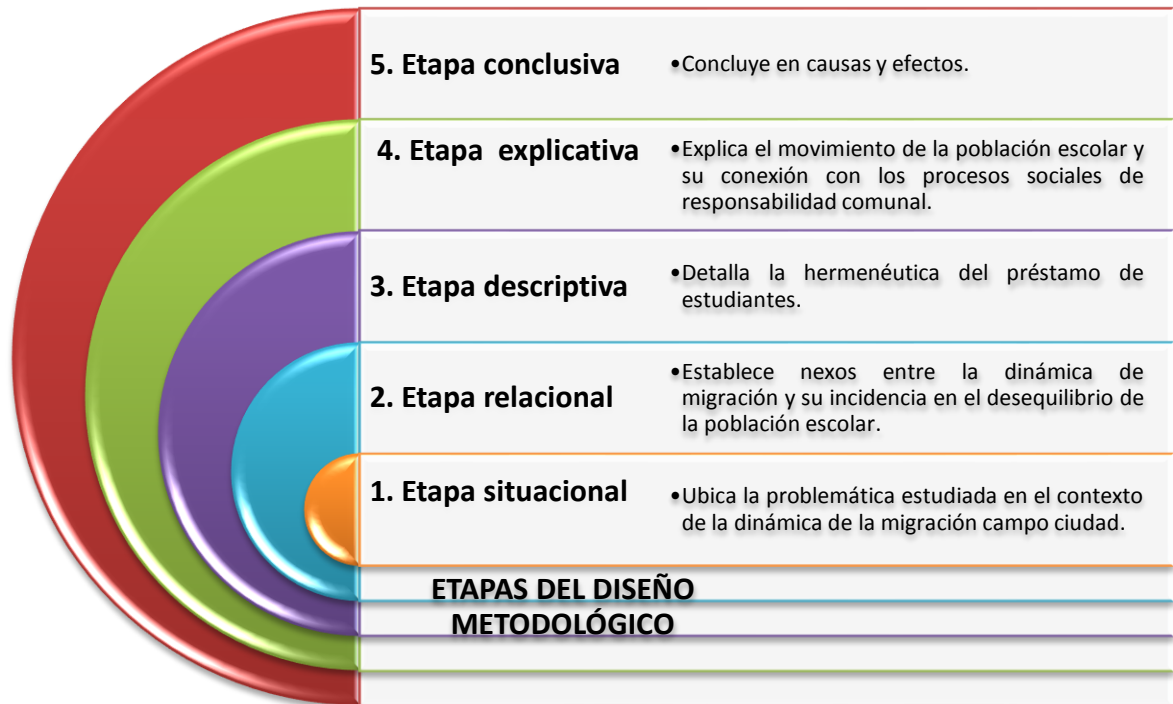 5. Etapa conclusiva
•Concluye en causas y efectos.
4. Etapa explicativa
•Explica el movimiento de la población escolar y
su conexión con los procesos sociales de
responsabilidad comunal.
3. Etapa descriptiva
•Detalla la hermenéutica del préstamo de
estudiantes.
2. Etapa relacional
•Establece nexos entre la dinámica de
migración y su incidencia en el desequilibrio de
la población escolar.
1. Etapa situacional
•Ubica la problemática estudiada en el contexto
de la dinámica de la migración campo ciudad.
ETAPAS DEL DISEÑO
METODOLÓGICO